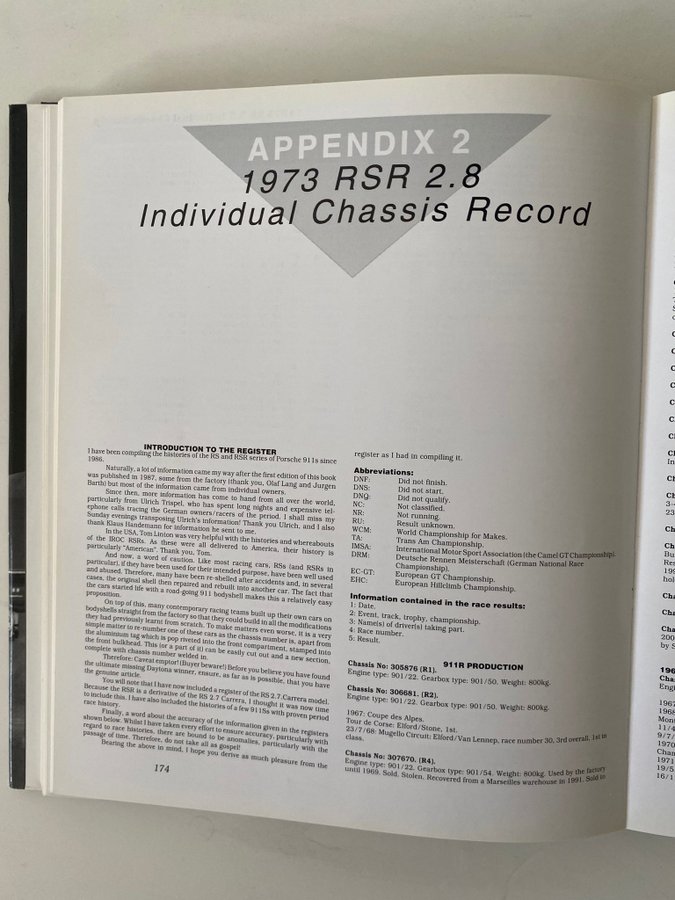 APPENDIX 2
1973 RSR 2.8
Individual Chassis Record
INTRODUCTION TO THE REGISTER
I have been compiling the histories of the RS and RSR series of Porsche 911s since
1986.
Naturally, a lot of information came my way after the first edition of this book
was published in 1987, some from the factory (thank you, Olaf Lang and Jurgen
Barth) but most of the information came from individual owners.
Since then, more information has come to hand from all over the world,
particularly from Ulrich Trispel, who has spent long nights and expensive tel-
ephone calls tracing the German owners/racers of the period. I shall miss my
Sunday evenings transposing Ulrich's information! Thank you Ulrich, and I also
thank Klaus Handemann for information he sent to me.
In the USA, Tom Linton was very helpful with the histories and whereabouts
of the IROC RSRs. As these were all delivered to America, their history is
particularly "American". Thank you, Tom.
And now, a word of caution. Like most racing cars, RSs (and RSRs in
particular), if they have been used for their intended purpose, have been well used
and abused. Therefore, many have been re-shelled after accidents and, in several
cases, the original shell then repaired and rebuilt into another car. The fact that
the cars started life with a road-going 911 bodyshell makes this a relatively easy
proposition.
On top of this, many contemporary racing teams built up their own cars on
bodyshells straight from the factory so that they could build in all the modifications
they had previously learnt from scratch. To make matters even worse, it is a very
simple matter to re-number one of these cars as the chassis number is, apart from
the aluminium tag which is pop riveted into the front compartment, stamped into
the front bulkhead. This (or a part of it) can be easily cut out and a new section,
complete with chassis number welded in.
Therefore: Caveat emptor! (Buyer beware!) Before you believe you have found
the ultimate missing Daytona winner, ensure, as far as is possible, that you have
the genuine article.
You will note that I have now included a register of the RS 2.7 Carrera model.
Because the RSR is a derivative of the RS 2.7 Carrera, I thought it was now time
to include this. I have also included the histories of a few 911Ss with proven period
race history.
Finally, a word about the accuracy of the information given in the registers
shown below. Whilst I have taken every effort to ensure accuracy, particularly with
regard to race histories, there are bound to be anomalies, particularly with the
passage of time. Therefore, do not take all as gospel!
Bearing the above in mind, I hope you derive as much pleasure from the
174
register as I had in compiling it.
Abbreviations:
DNF: Did not finish.
DNS: Did not start.
DNQ: Did not qualify.
NC: Not classified.
NR: Not running.
RU: Result unknown.
WCM: World Championship for Makes.
TA: Trans Am Championship.
IMSA: International Motor Sport Association (the Camel GT Championship).
DRM: Deutsche Rennen Meisterschaft (German National Race
Championship).
EC-GT: European GT Championship.
EHC: European Hillclimb Championship.
Information contained in the race results:
1: Date.
2: Event, track, trophy, championship.
3: Name(s) of driver(s) taking part.
4: Race number.
5: Result.
911R PRODUCTION
Chassis No: 305876 (R1).
Engine type: 901/22. Gearbox type: 901/50. Weight: 800kg.
Chassis No: 306681. (R2).
Engine type: 901/22. Gearbox type: 901/50. Weight: 800kg.
1967: Coupe des Alpes.
Tour de Corse: Elford/Stone, 1st.
23/7/68: Mugello Circuit: Elford/Van Lennep, race number 30, 3rd overall, 1st in
class.
Chassis No: 307670. (R4).
Engine type: 901/22. Gearbox type: 901/54. Weight: 800kg. Used by the factory
until 1969. Sold. Stolen. Recovered from a Marseilles warehouse in 1991. Sold to